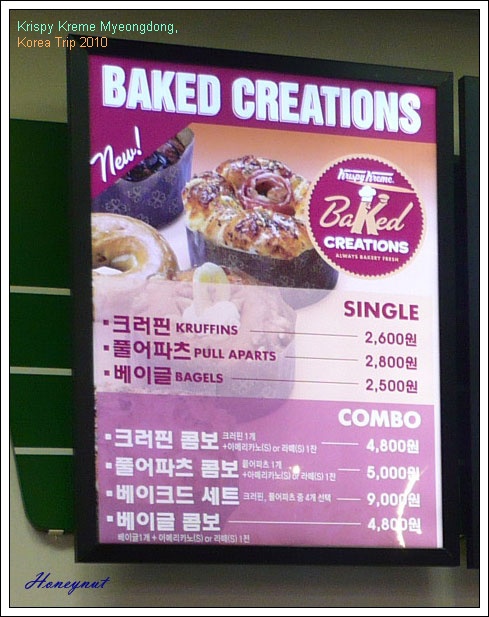 Krispy Kreme Myeongdong,
Korea Trip 2010
BAKED CREATIONS
New!
Krispy Kreme
Baked
CREATIONS
ALWAYS BAKERY FRESH
SINGLE
크러핀 KRUFFINS 2,600원
풀어파츠 PULL APARTS 2,800원
베이글 BAGELS 2,500원
COMBO
크러핀 콤보 크러핀 1개 4,800원
+아메리카노(S) or 라떼(S) 1잔
풀어파츠 콤보 풀어파츠 1개 5,000원
+아메리카노(S) or 라떼(S) 1잔
베이크드 세트 크러핀, 풀어파츠 중 4개 선택 9,000원
베이글 콤보 4,800원
베이글1개 + 아메리카노(S) or 라떼(S) 1잔
Honeynut